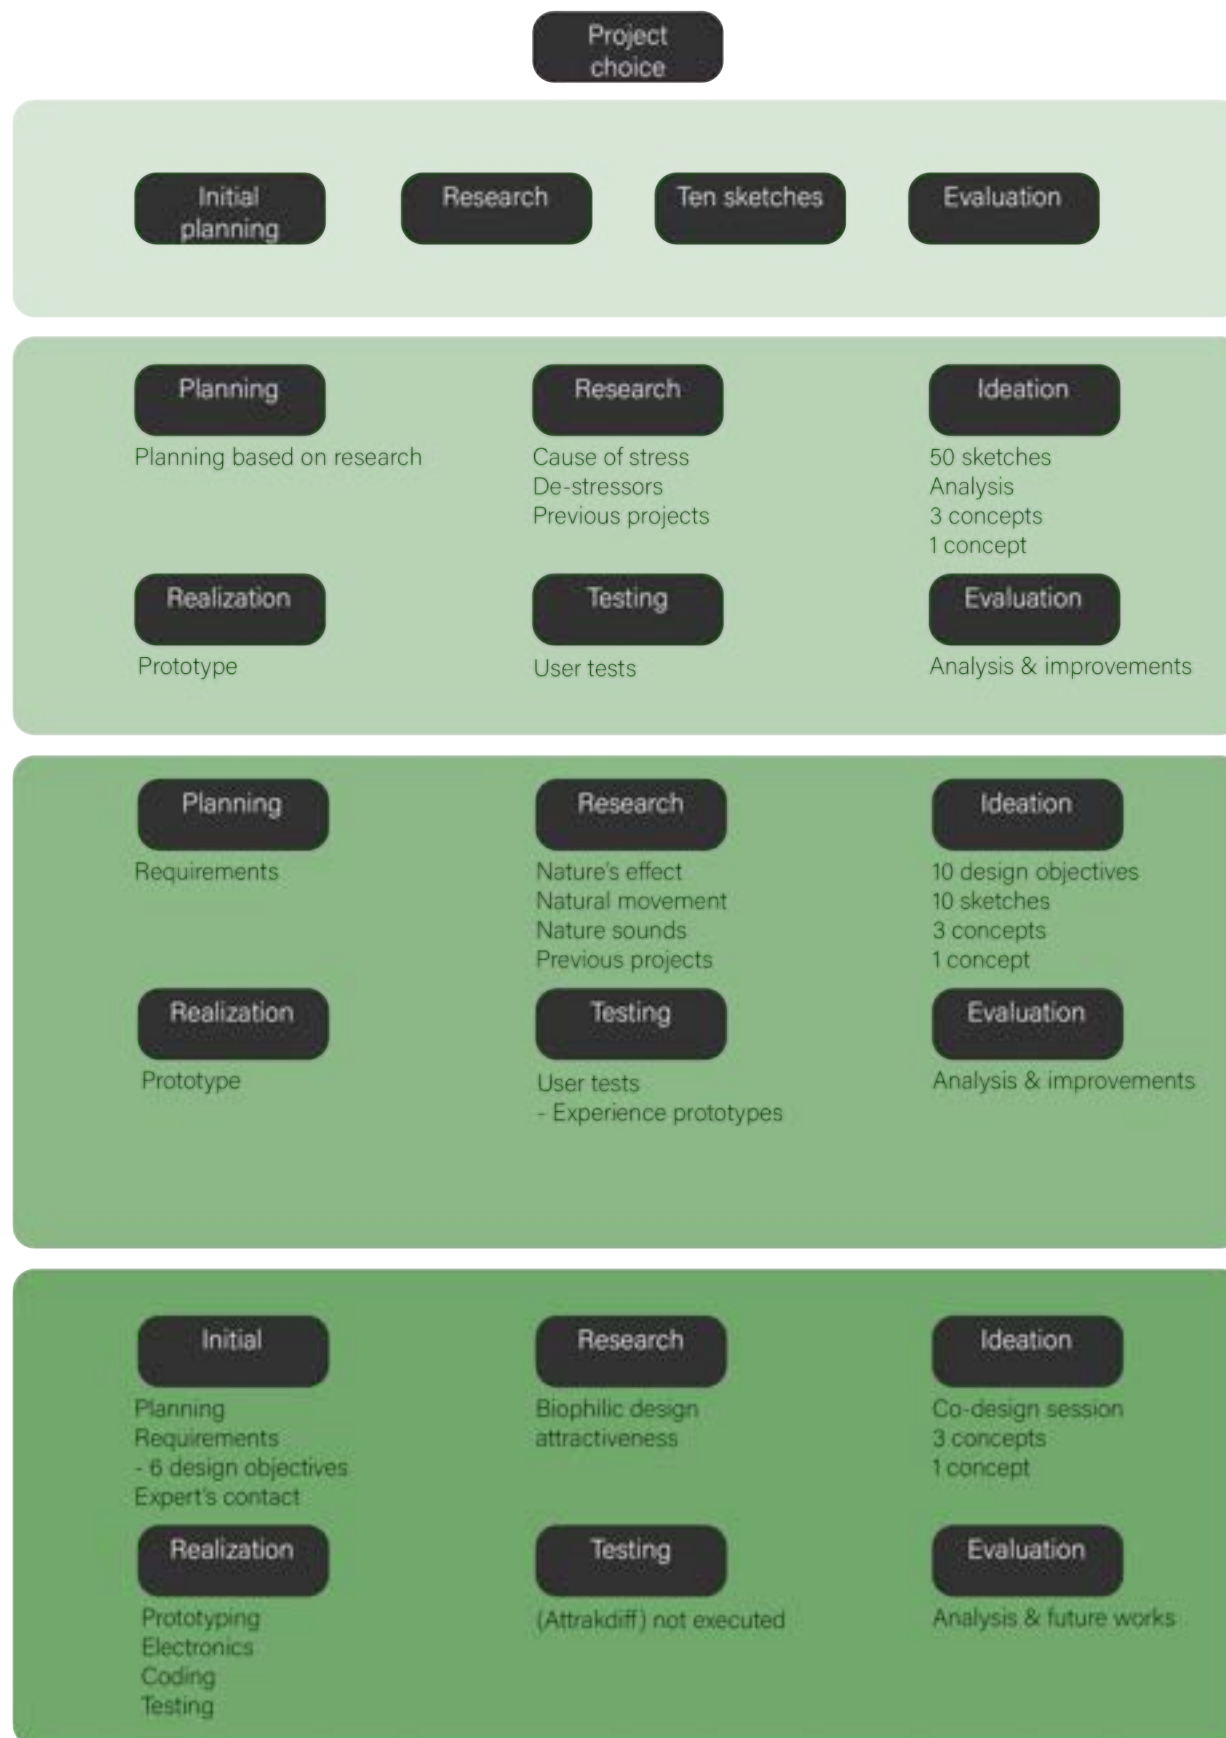 Project
choice
Initial
planning
Research
Ten sketches
Evaluation
Planning
Planning based on research
Research
Cause of stress
De-stressors
Previous projects
Ideation
50 sketches
Analysis
3 concepts
1 concept
Realization
Prototype
Testing
User tests
Evaluation
Analysis & improvements
Planning
Requirements
Research
Nature's effect
Natural movement
Nature sounds
Previous projects
Ideation
10 design objectives
10 sketches
3 concepts
1 concept
Realization
Prototype
Testing
User tests
- Experience prototypes
Evaluation
Analysis & improvements
Initial
Planning
Requirements
- 6 design objectives
Expert's contact
Research
Biophilic design
attractiveness
Ideation
Co-design session
3 concepts
1 concept
Realization
Prototyping
Electronics
Coding
Testing
Testing
(Attrakdiff) not executed
Evaluation
Analysis & future works